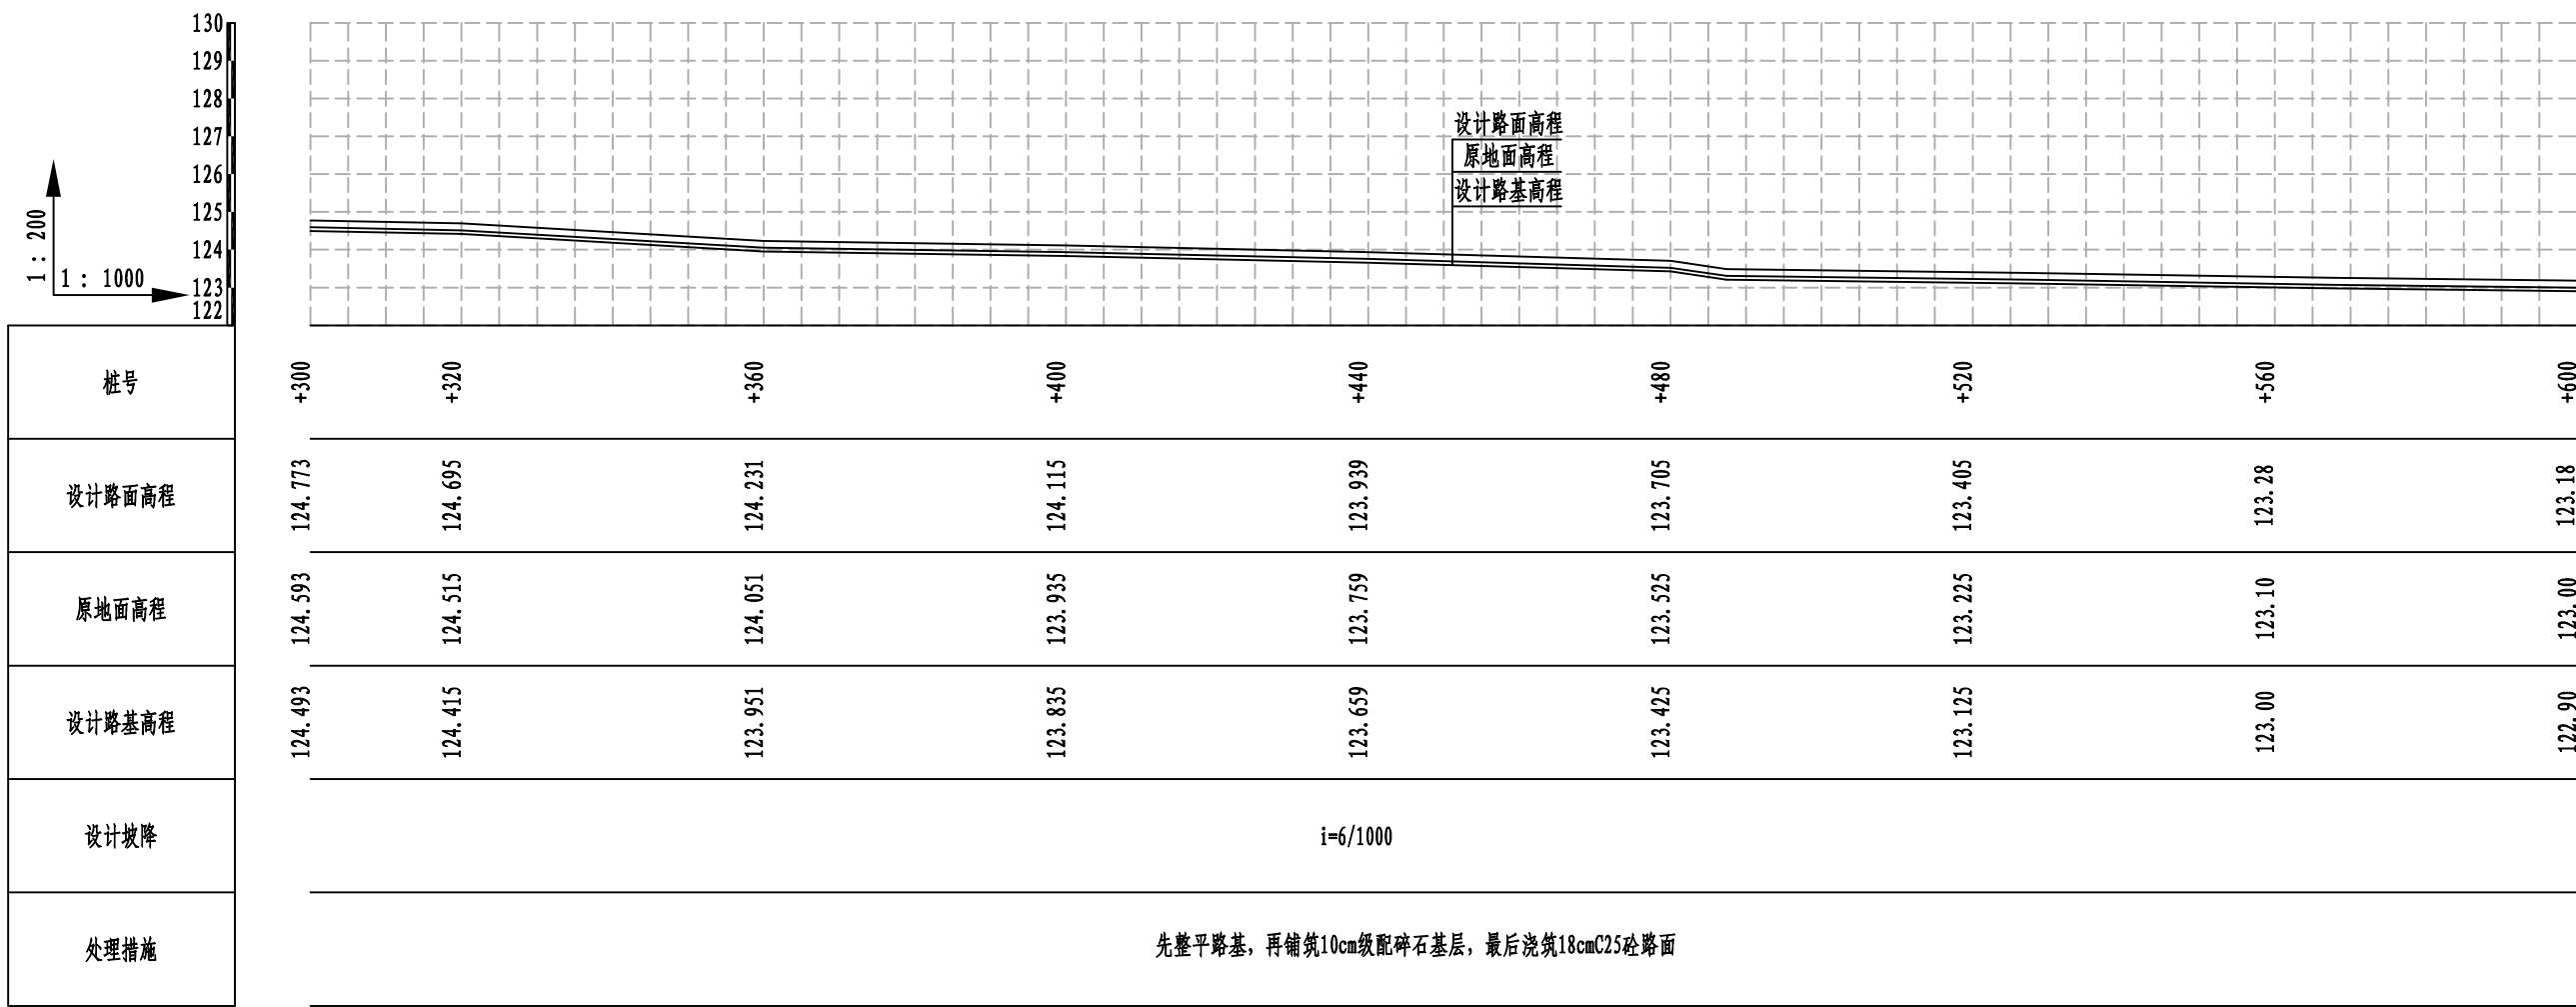 130
129
128
127
126
125
124
123
122
1：200
1：1000
设计路面高程
原地面高程
设计路基高程
桩号 +300 +320 +360 +400 +440 +480 +520 +560 +600
设计路面高程 124.773 124.695 124.231 124.115 123.939 123.705 123.405 123.28 123.18
原地面高程 124.593 124.515 124.051 123.935 123.759 123.525 123.225 123.10 123.00
设计路基高程 124.493 124.415 123.951 123.835 123.659 123.425 123.125 123.00 122.90
设计坡降 i=6/1000
处理措施 先整平路基，再铺筑10cm级配碎石基层，最后浇筑18cmC25砼路面